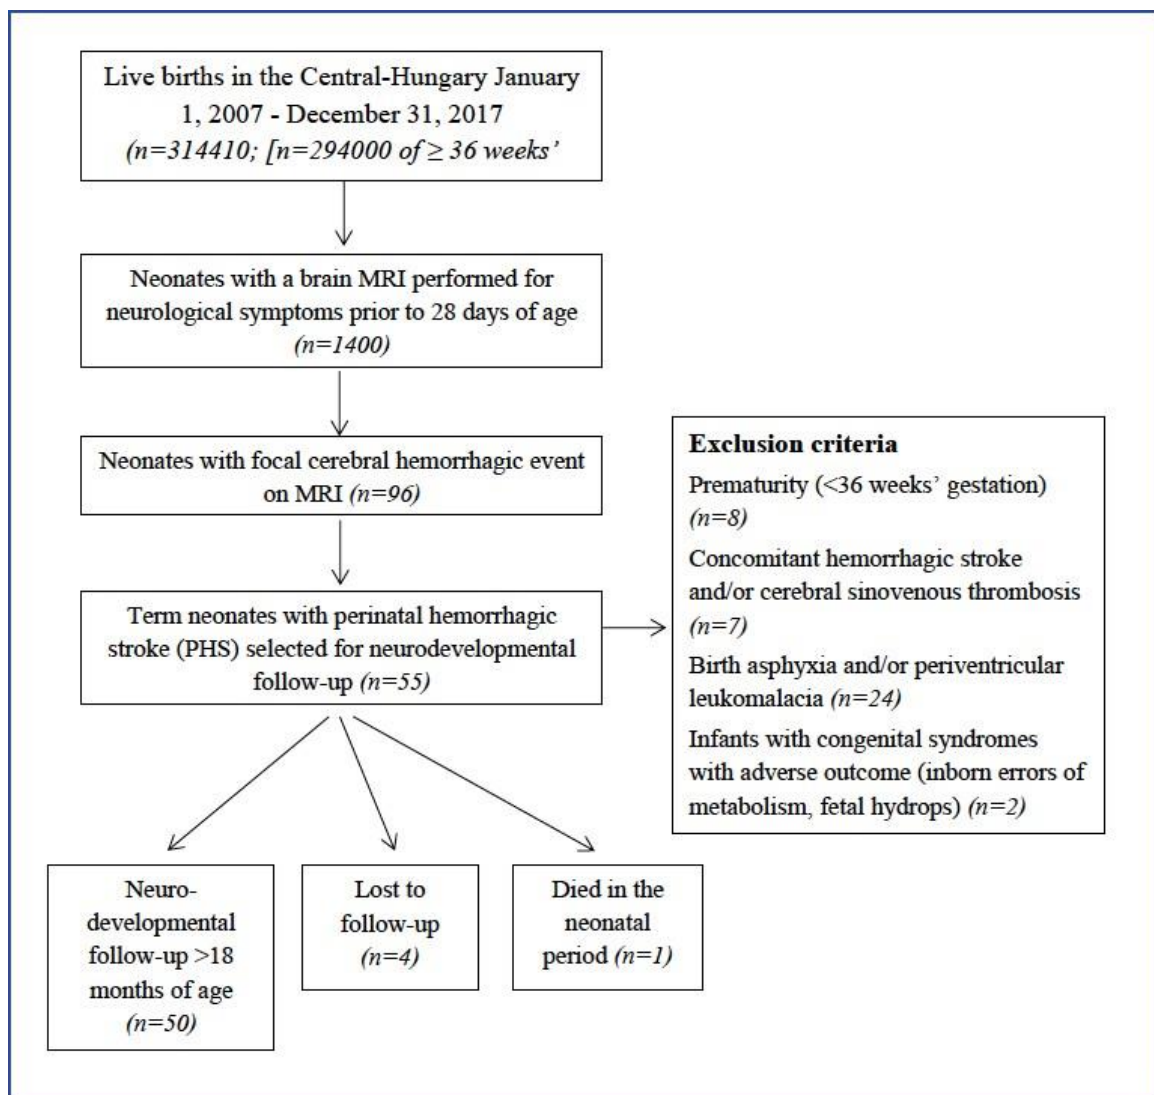 Live births in the Central-Hungary January
1, 2007 - December 31, 2017
(n=314410; [n=294000 of ≥ 36 weeks’
Neonates with a brain MRI performed for
neurological symptoms prior to 28 days of age
(n=1400)
Neonates with focal cerebral hemorrhagic event
on MRI (n=96)
Term neonates with perinatal hemorrhagic
stroke (PHS) selected for neurodevelopmental
follow-up (n=55)
Exclusion criteria
Prematurity (<36 weeks’ gestation)
(n=8)
Concomitant hemorrhagic stroke
and/or cerebral sinovenous thrombosis
(n=7)
Birth asphyxia and/or periventricular
leukomalacia (n=24)
Infants with congenital syndromes
with adverse outcome (inborn errors of
metabolism, fetal hydrops) (n=2)
Neuro-
developmental
follow-up >18
months of age
(n=50)
Lost to
follow-up
(n=4)
Died in the
neonatal
period (n=1)